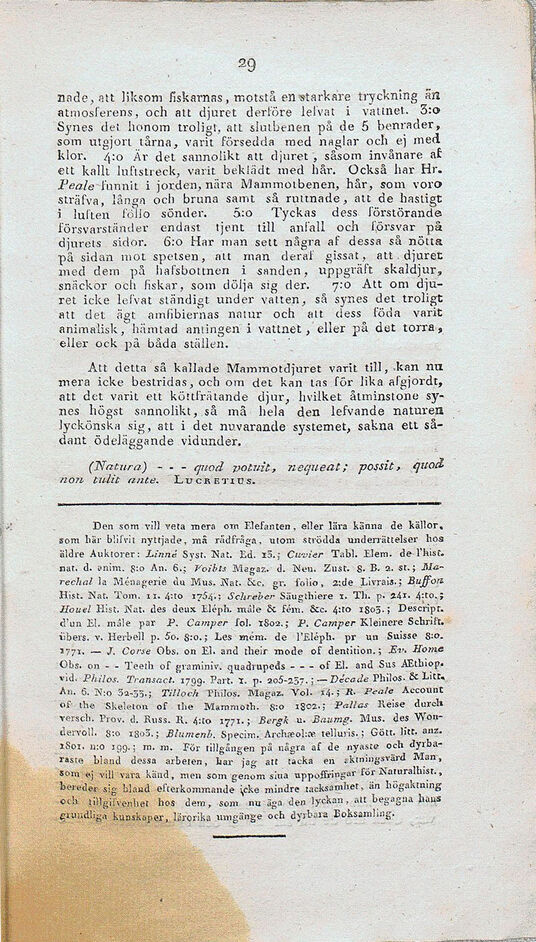 29
nade, att liksom fiskarnas, motstå en starkare tryckning än
atmosferens, och att djuret derföre lefvat i vattnet. 3:o
Synes det honom troligt, att slutbenen på de 5 benrader,
som utgjort tårna, varit försedda med naglar och ej med
klor. 4:o Är det sannolikt att djuret, såsom invånare af
ett kallt luftstreck, varit beklädt med hår. Också har Hr.
Peale funnit i jorden, nära Mammotbenen, hår, som voro
sträfva, långa och bruna samt så ruttnade, att de hastigt
i luften föllo sönder. 5:o Tyckas dess förstörande
försvarständer endast tjent till anfall och försvar på
djurets sidor. 6:o Har man sett några af dessa så nötta
på sidan mot spetsen, att man deraf gissat, att djuret
med dem på hafsbottnen i sanden, uppgräft skaldjur,
snäckor och fiskar, som dölja sig der. 7:o Att om dju-
ret icke lefvat ständigt under vatten, så synes det troligt
att det ägt amfibiernas natur och att dess föda varit
animalisk, hämtad antingen i vattnet, eller på det torra,
eller ock på båda ställen.
Att detta så kallade Mammotdjuret varit till, kan nu
mera icke bestridas, och om det kan tas för lika afgjordt,
att det varit ett köttfrätande djur, hvilket åtminstone sy-
nes högst sannolikt, så må hela den lefvande naturen
lyckönska sig, att i det nuvarande systemet, sakna ett så-
dant ödeläggande vidunder.
(Natura) - - - quod potuit, nequeat; possit, quod
non tulit ante. Lucretius.
Den som vill veta mera om Elefanten, eller lära känna de källor,
som här blifvit nyttjade, må rådfråga, utom strödda underrättelser hos
äldre Auktorer: Linné Syst. Nat. Ed. 13.; Cuvier Tabl. Elem. de l'hist.
nat. d. anim. 8:o An. 6.; Voibts Magaz. d. Neu. Zust. 8. B. 2. st.; Ma-
rechal la Ménagerie du Mus. Nat. &c. gr. folio, 2:de Livrais.; Buffon
Hist. Nat. Tom. 11. 4:to 1754.; Schreber Säugthiere 1. Th. p. 241. 4:to.;
Houel Hist. Nat. des deux Eléph. mâle & fém. &c. 4:to 1803.; Descript.
d'un El. mâle par P. Camper fol. 1802.; P. Camper Kleinere Schrift.
übers. v. Herbell p. 50. 8:o.; Les mém. de l'Eléph. pr un Suisse 8:o.
1771. — J. Corse Obs. on El. and their mode of dentition.; Ev. Home
Obs. on - - Teeth of graminiv. quadrupeds - - - of El. and Sus Æthiop.
vid. Philos. Transact. 1799. Part. 1. p. 205-237.; — Décade Philos. & Litt.
An. 6. N:o 32-33.; Tilloch Philos. Magaz. Vol. 14.; R. Peale Account
of the Skeleton of the Mammoth. 8:o 1802.; Pallas Reise durch
versch. Prov. d. Russ. R. 4:to 1771.; Bergk u. Baumg. Mus. des Wun-
dervoll. 8:o 1803.; Blumenb. Specim. Archæolæ telluris.; Gött. litt. anz.
1801. n:o 199.; m. m. För tillgången på några af de nyaste och dyrba-
raste bland dessa arbeten, har jag att tacka en aktningsvärd Man,
som ej vill vara känd, men som genom sina uppoffringar för Naturalhist.,
bereder sig bland efterkommande icke mindre tacksamhet, än högaktning
och tillgifvenhet hos dem, som nu äga den lyckan, att begagna hans
grundliga kunskaper, lärorika umgänge och dyrbara Boksamling.